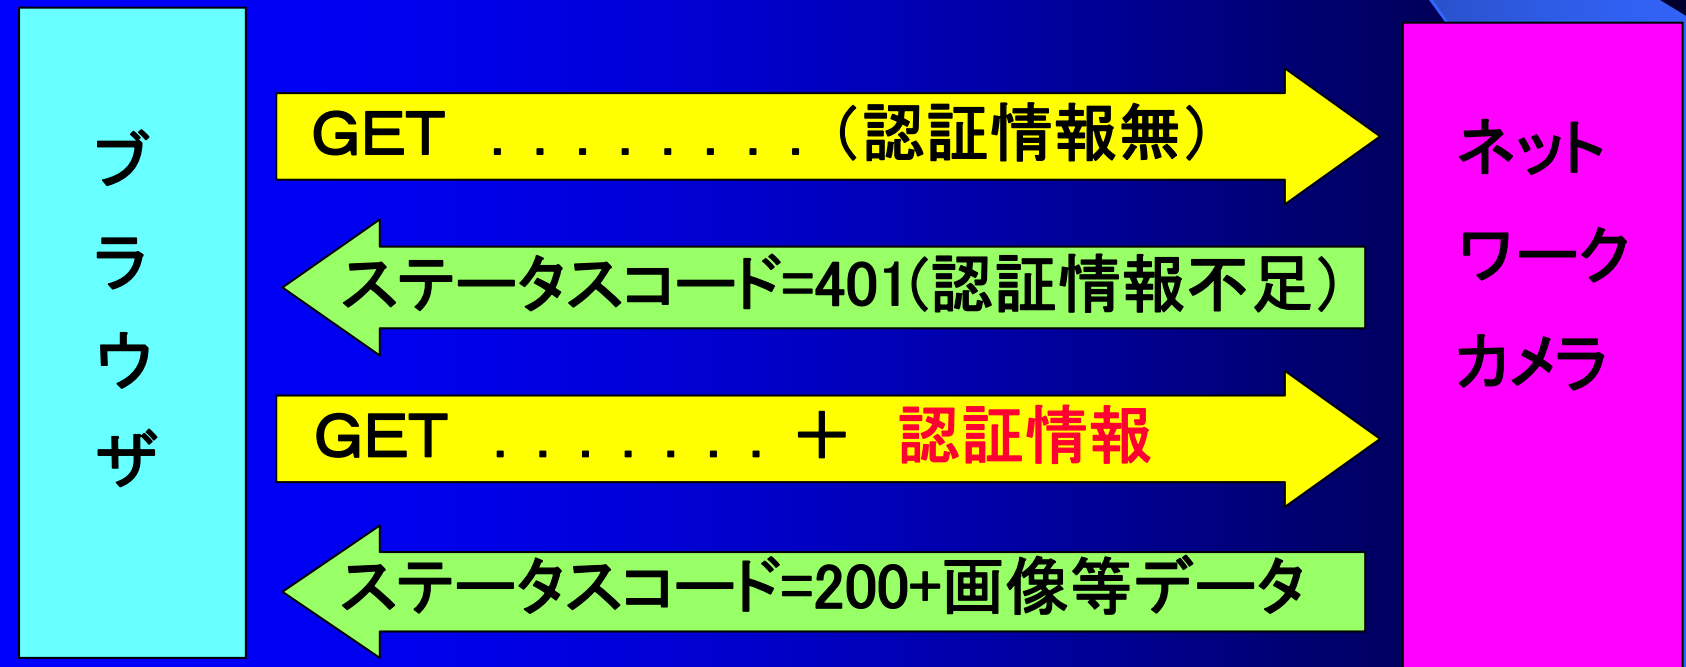 ブラウザ
GET ........(認証情報無)
ステータスコード=401(認証情報不足)
GET .......+ 認証情報
ステータスコード=200+画像等データ
ネット
ワーク
カメラ